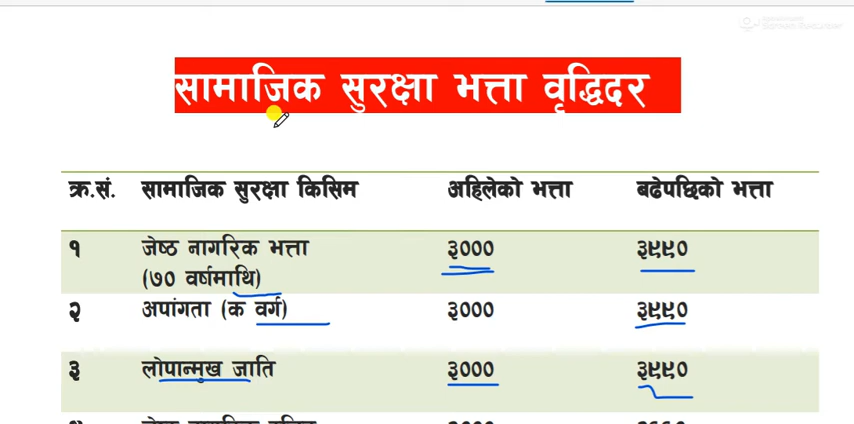 सामाजिक सुरक्षा भत्ता वृद्धिदर
क्र.सं. सामाजिक सुरक्षा किसिम अहिलेको भत्ता बढेपछिको भत्ता
१ जेष्ठ नागरिक भत्ता ३००० ३९९०
(७० वर्षमाथि)
२ अपांगता (क वर्ग) ३००० ३९९०
३ लोपान्मुख जाति ३००० ३९९०